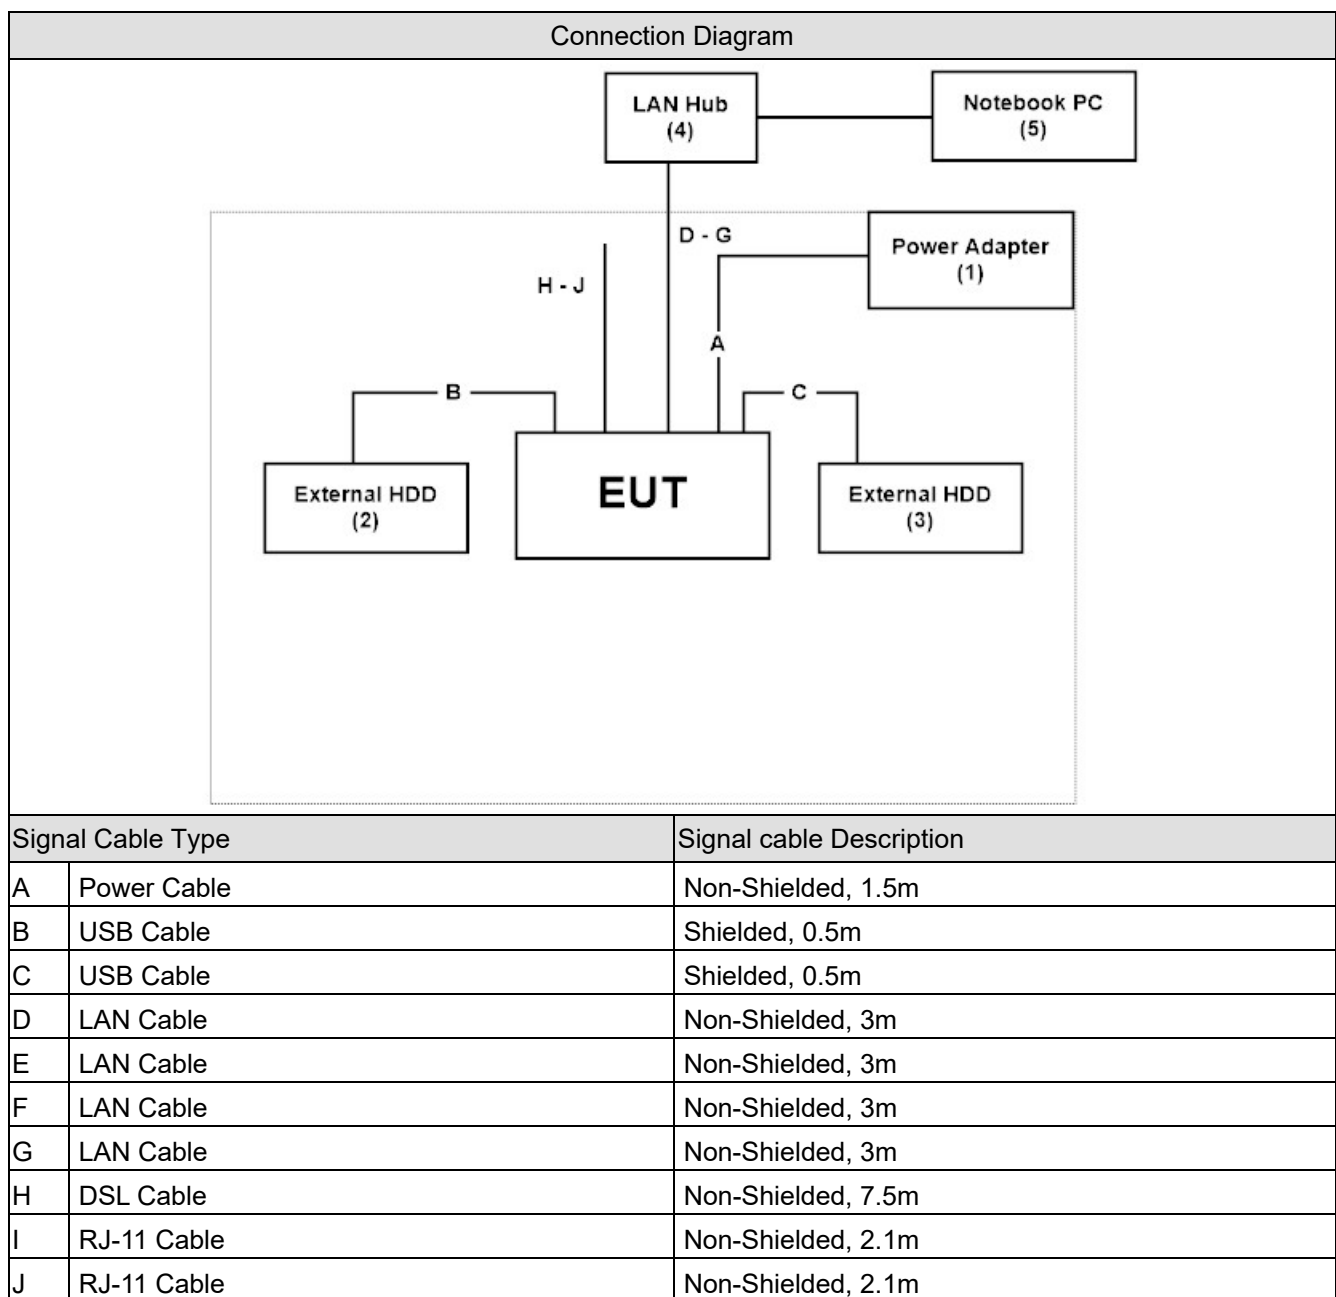 Connection Diagram
LAN Hub
(4)
Notebook PC
(5)
D - G
Power Adapter
(1)
H - J
A
B
C
External HDD
(2)
EUT
External HDD
(3)
Signal Cable Type Signal cable Description
A Power Cable Non-Shielded, 1.5m
B USB Cable Shielded, 0.5m
C USB Cable Shielded, 0.5m
D LAN Cable Non-Shielded, 3m
E LAN Cable Non-Shielded, 3m
F LAN Cable Non-Shielded, 3m
G LAN Cable Non-Shielded, 3m
H DSL Cable Non-Shielded, 7.5m
I RJ-11 Cable Non-Shielded, 2.1m
J RJ-11 Cable Non-Shielded, 2.1m